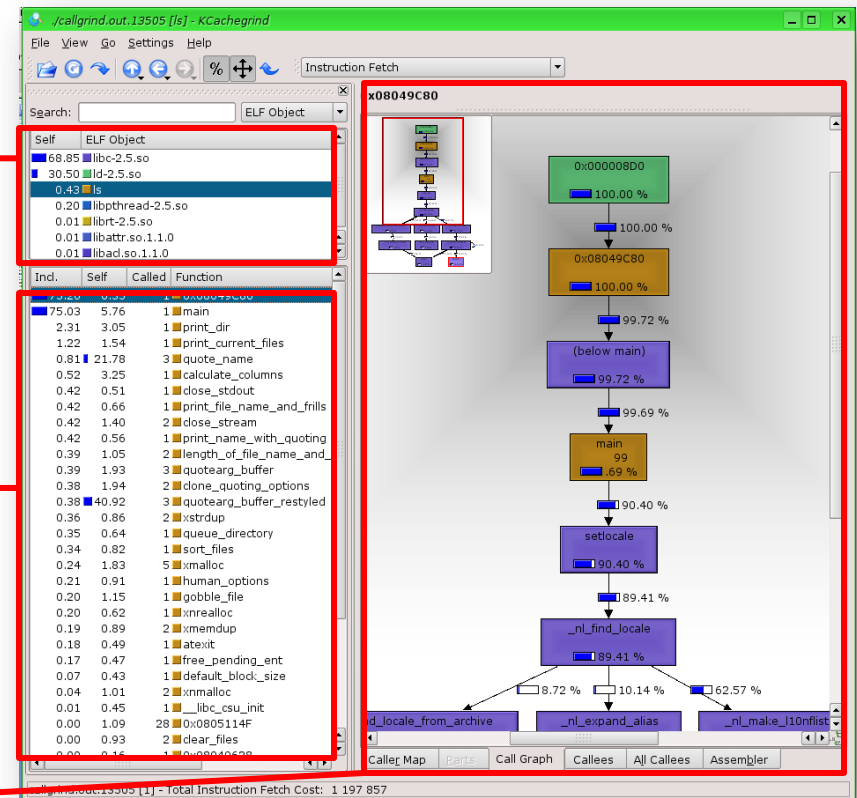 ./callgrind.out.13505 [ls] - KCachegrind
File View Go Settings Help
% Instruction Fetch
Search: ELF Object
Self ELF Object
68.85 libc-2.5.so
30.50 ld-2.5.so
0.43 ls
0.20 libpthread-2.5.so
0.01 librt-2.5.so
0.01 libattr.so.1.1.0
0.01 libacl.so.1.1.0
Incl. Self Called Function
75.03 5.76 1 main
2.31 3.05 1 print_dir
1.22 1.54 1 print_current_files
0.81 21.78 3 quote_name
0.52 3.25 1 calculate_columns
0.42 0.51 1 close_stdout
0.42 0.66 1 print_file_name_and_frills
0.42 1.40 2 close_stream
0.42 0.56 1 print_name_with_quoting
0.39 1.05 2 length_of_file_name_and_
0.39 1.93 3 quotearg_buffer
0.38 1.94 2 clone_quoting_options
0.38 40.92 3 quotearg_buffer_restyled
0.36 0.86 2 xstrdup
0.35 0.64 1 queue_directory
0.34 0.82 1 sort_files
0.24 1.83 5 xmalloc
0.21 0.91 1 human_options
0.20 1.15 1 gobble_file
0.20 0.62 1 xnrealloc
0.19 0.89 2 xmemdup
0.18 0.49 1 atexit
0.17 0.47 1 free_pending_ent
0.07 0.43 1 default_block_size
0.04 1.01 2 xnmalloc
0.01 0.45 1 __libc_csu_init
0.00 1.09 28 0x0805114F
0.00 0.93 2 clear_files
0.00 0.16 1 0x08049628
x08049C80
0x000008D0
100.00 %
100.00 %
0x08049C80
100.00 %
99.72 %
(below main)
99.72 %
99.69 %
main
99
.69 %
90.40 %
setlocale
90.40 %
89.41 %
_nl_find_locale
89.41 %
8.72 % 10.14 % 62.57 %
nd_locale_from_archive _nl_expand_alias _nl_make_l10nflist
Caller Map Parts Call Graph Callees All Callees Assembler
callgrind.out.13505 [1] - Total Instruction Fetch Cost: 1 197 857